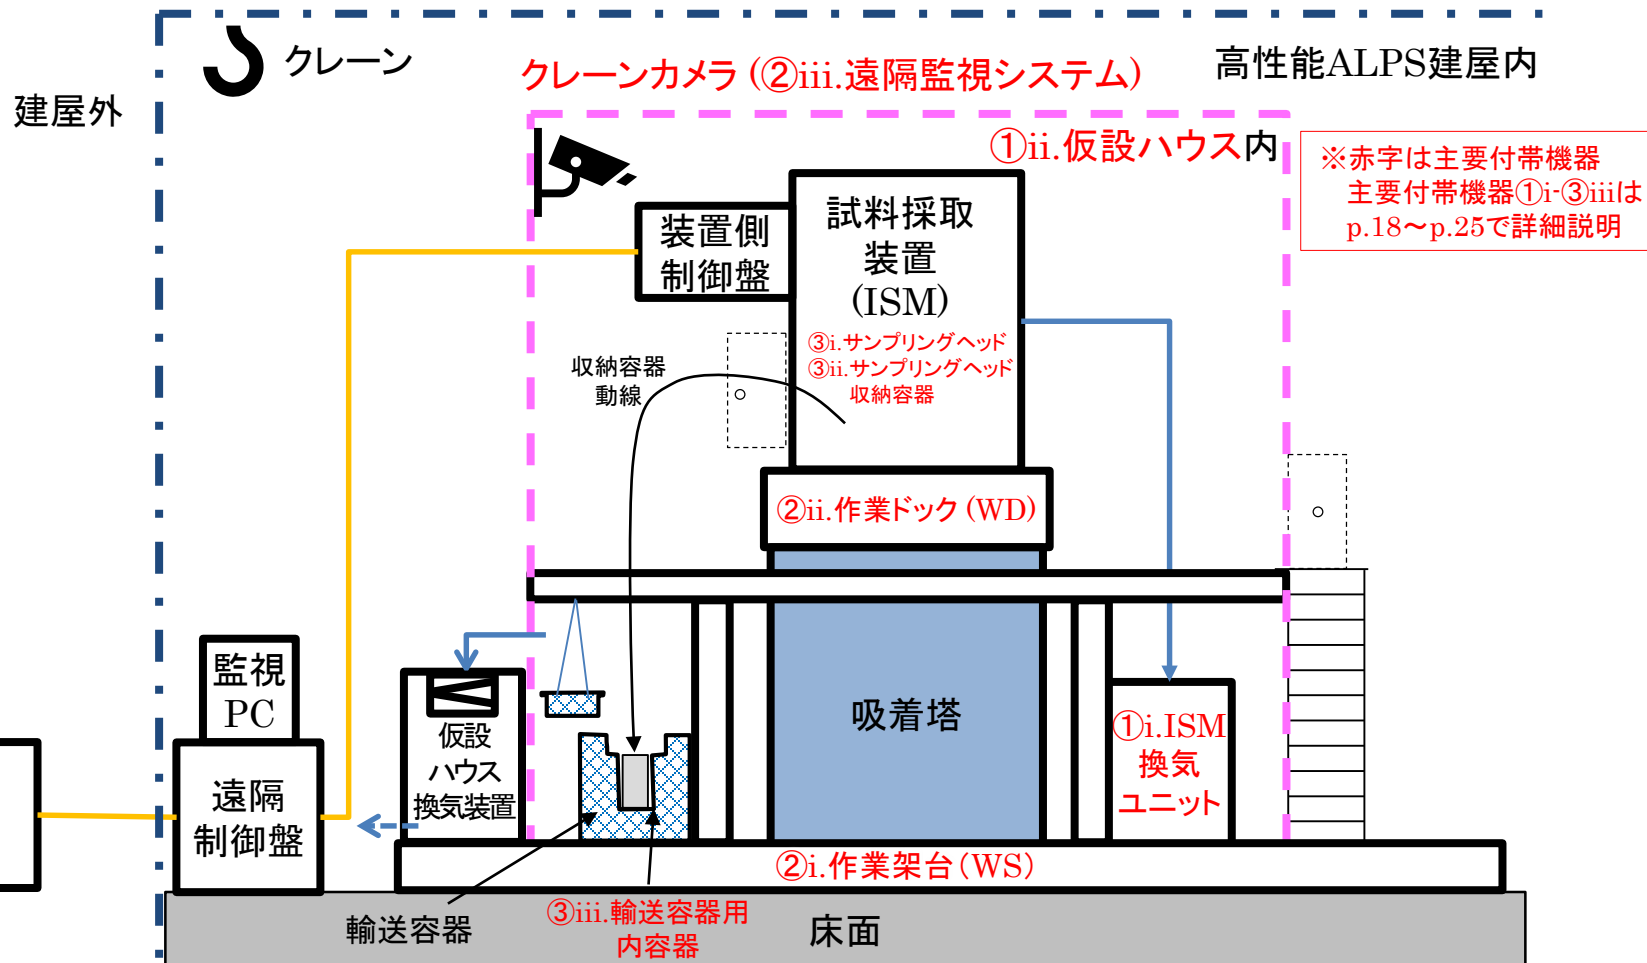 クレーン
クレーンカメラ (②iii.遠隔監視システム)
高性能ALPS建屋内
建屋外
①ii.仮設ハウス内
※赤字は主要付帯機器
主要付帯機器①i-③iiiは
p.18～p.25で詳細説明
装置側
制御盤
試料採取
装置
(ISM)
③i.サンプリングヘッド
③ii.サンプリングヘッド
収納容器
収納容器
動線
②ii.作業ドック (WD)
監視
PC
遠隔
制御盤
仮設
ハウス
換気装置
吸着塔
①i.ISM
換気
ユニット
②i.作業架台(WS)
輸送容器
③iii.輸送容器用
内容器
床面